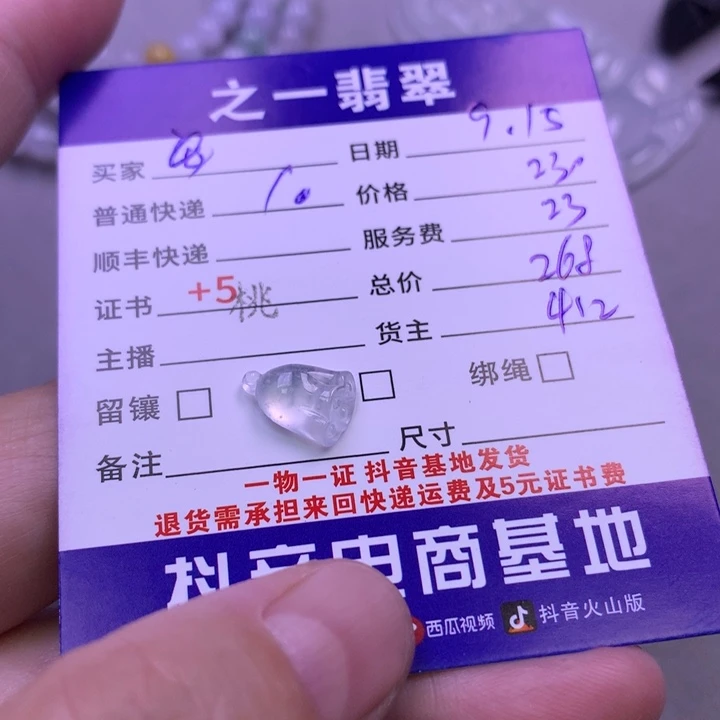 之一翡翠
买家 日期 9.15
普通快递 10 价格 230
顺丰快递 服务费 23
证书 +5 桃 总价 268
主播 货主 412
留镶 绑绳
备注 尺寸
一物一证 抖音基地发货
退货需承担来回快递运费及5元证书费
抖音电商基地
西瓜视频 抖音火山版